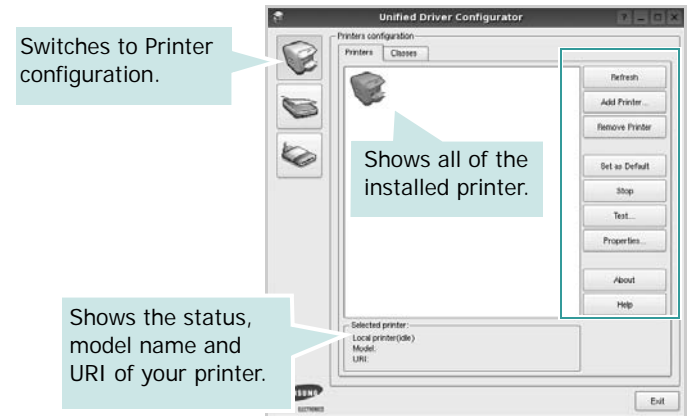 Unified Driver Configurator
Switches to Printer
configuration.
Printers configuration
Printers
Classes
Refresh
Add Printer...
Remove Printer
Shows all of the
installed printer.
Set as Default
Stop
Test...
Properties...
About
Help
Shows the status,
model name and
URI of your printer.
Selected printer:
Local printer(idle)
Model:
URI:
Exit